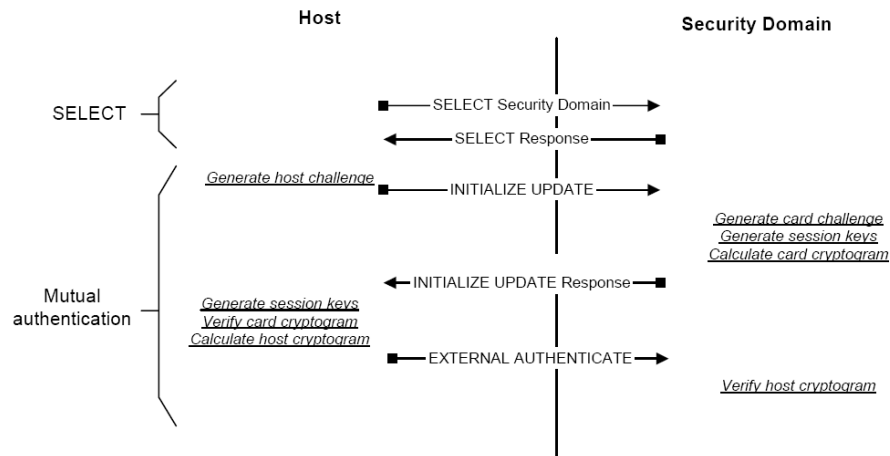 Host
Security Domain
SELECT
SELECT Security Domain
SELECT Response
Generate host challenge
INITIALIZE UPDATE
Generate card challenge
Generate session keys
Calculate card cryptogram
INITIALIZE UPDATE Response
Mutual
authentication
Generate session keys
Verify card cryptogram
Calculate host cryptogram
EXTERNAL AUTHENTICATE
Verify host cryptogram